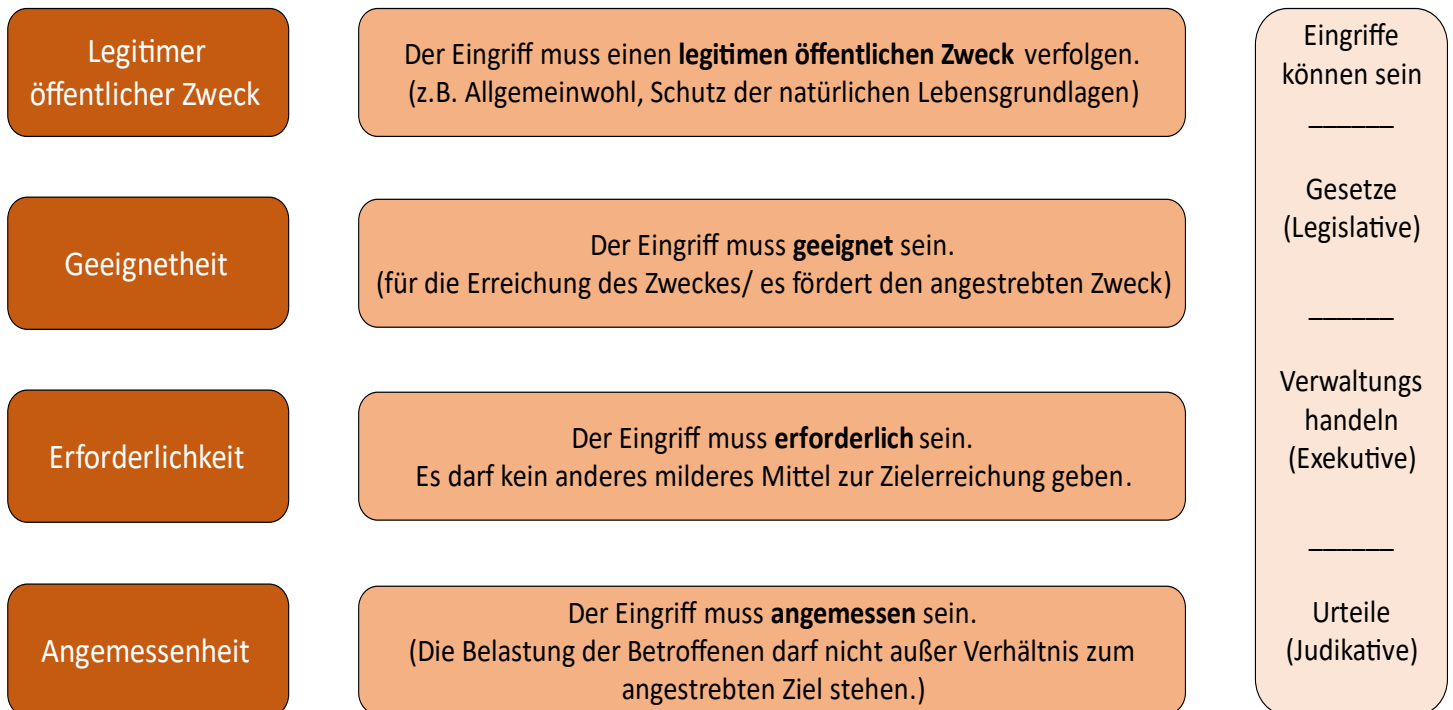 Legitimer
öffentlicher Zweck
Der Eingriff muss einen legitimen öffentlichen Zweck verfolgen.
(z.B. Allgemeinwohl, Schutz der natürlichen Lebensgrundlagen)
Geeignetheit
Der Eingriff muss geeignet sein.
(für die Erreichung des Zweckes/ es fördert den angestrebten Zweck)
Erforderlichkeit
Der Eingriff muss erforderlich sein.
Es darf kein anderes milderes Mittel zur Zielerreichung geben.
Angemessenheit
Der Eingriff muss angemessen sein.
(Die Belastung der Betroffenen darf nicht außer Verhältnis zum
angestrebten Ziel stehen.)
Eingriffe
können sein
______
Gesetze
(Legislative)
______
Verwaltungs
handeln
(Exekutive)
______
Urteile
(Judikative)